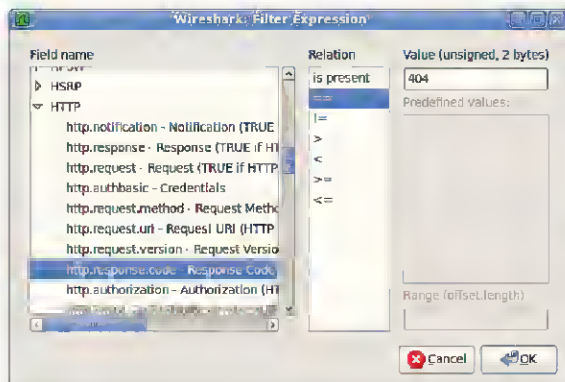 Wireshark: Filter Expression
Field name
HSRP
HTTP
http.notification - Notification (TRUE
http.response - Response (TRUE if HT
http.request - Request (TRUE if HTTP
http.authbasic - Credentials
http.request.method - Request Metho
http.request.uri - Request URI (HTTP
http.request.version - Request Versio
http.response.code - Response Code
http.authorization - Authorization (HT
Relation
is present
==
!=
>
<
>=
<=
Value (unsigned, 2 bytes)
404
Predefined values:
Range (offset:length)
Cancel
OK